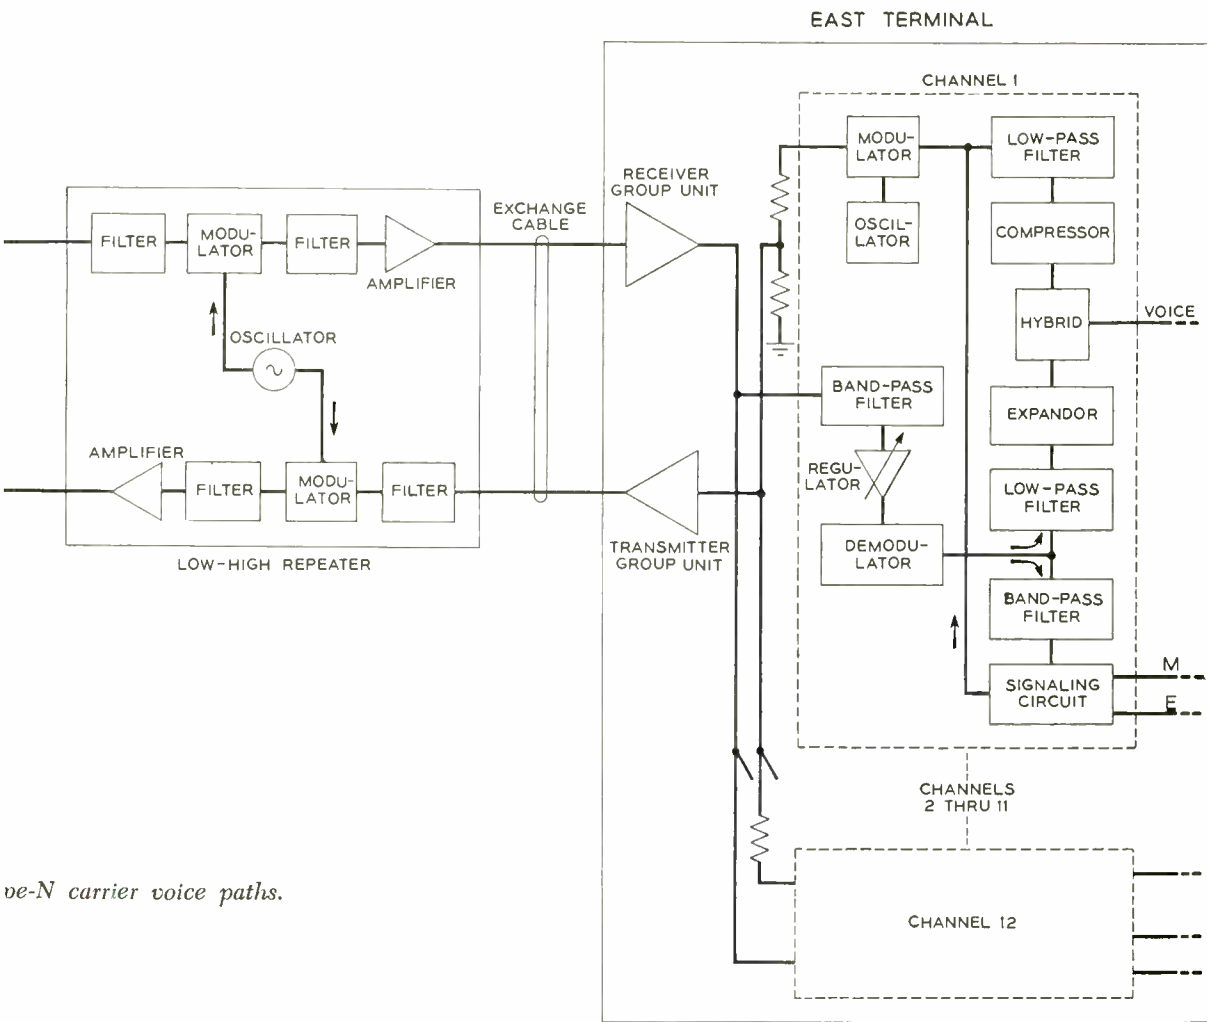 EAST TERMINAL
CHANNEL 1
MODU-
LATOR
LOW-PASS
FILTER
OSCIL-
LATOR
COMPRESSOR
HYBRID
VOICE
RECEIVER
GROUP UNIT
EXCHANGE
CABLE
FILTER
MODU-
LATOR
FILTER
AMPLIFIER
OSCILLATOR
AMPLIFIER
FILTER
MODU-
LATOR
FILTER
LOW-HIGH REPEATER
TRANSMITTER
GROUP UNIT
BAND-PASS
FILTER
REGU-
LATOR
DEMODU-
LATOR
EXPANDOR
LOW-PASS
FILTER
BAND-PASS
FILTER
SIGNALING
CIRCUIT
M
E
CHANNELS
2 THRU 11
CHANNEL 12
pe-N carrier voice paths.